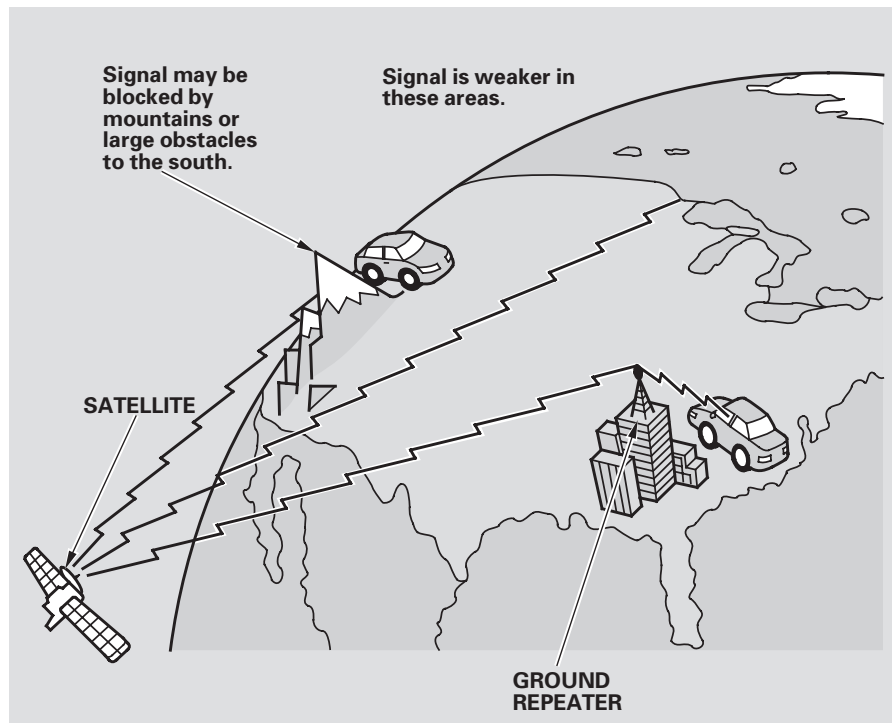 Signal may be
blocked by
mountains or
large obstacles
to the south.
Signal is weaker in
these areas.
SATELLITE
GROUND
REPEATER